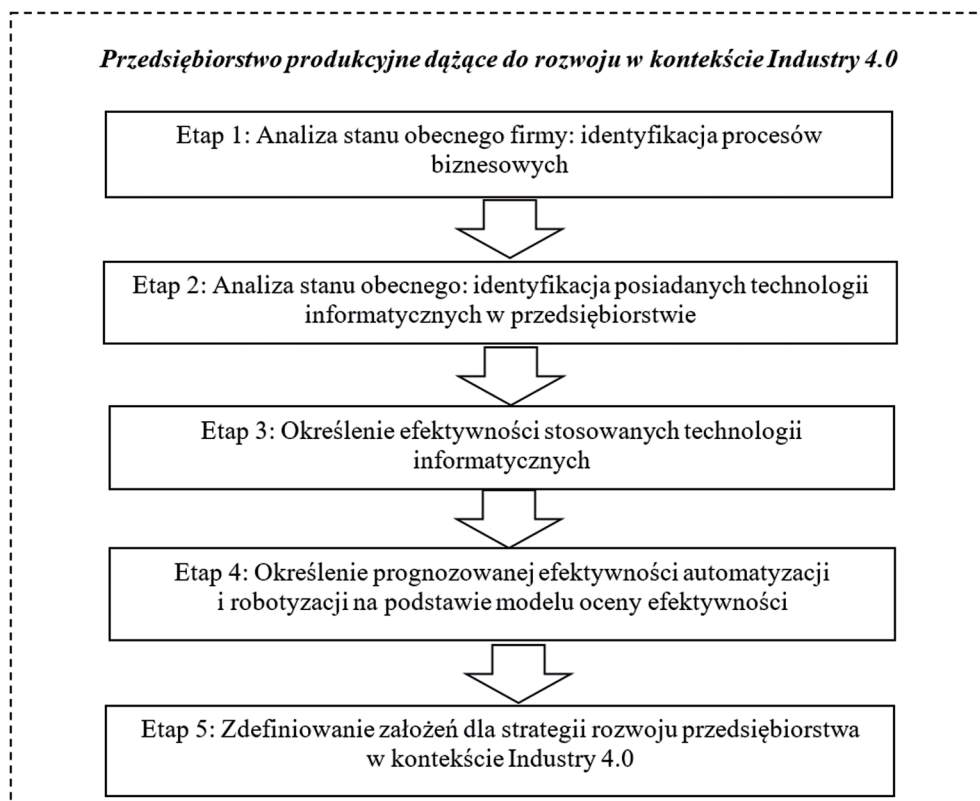 Przedsiębiorstwo produkcyjne dążące do rozwoju w kontekście Industry 4.0
Etap 1: Analiza stanu obecnego firmy: identyfikacja procesów
biznesowych
Etap 2: Analiza stanu obecnego: identyfikacja posiadanych technologii
informatycznych w przedsiębiorstwie
Etap 3: Określenie efektywności stosowanych technologii
informatycznych
Etap 4: Określenie prognozowanej efektywności automatyzacji
i robotyzacji na podstawie modelu oceny efektywności
Etap 5: Zdefiniowanie założeń dla strategii rozwoju przedsiębiorstwa
w kontekście Industry 4.0